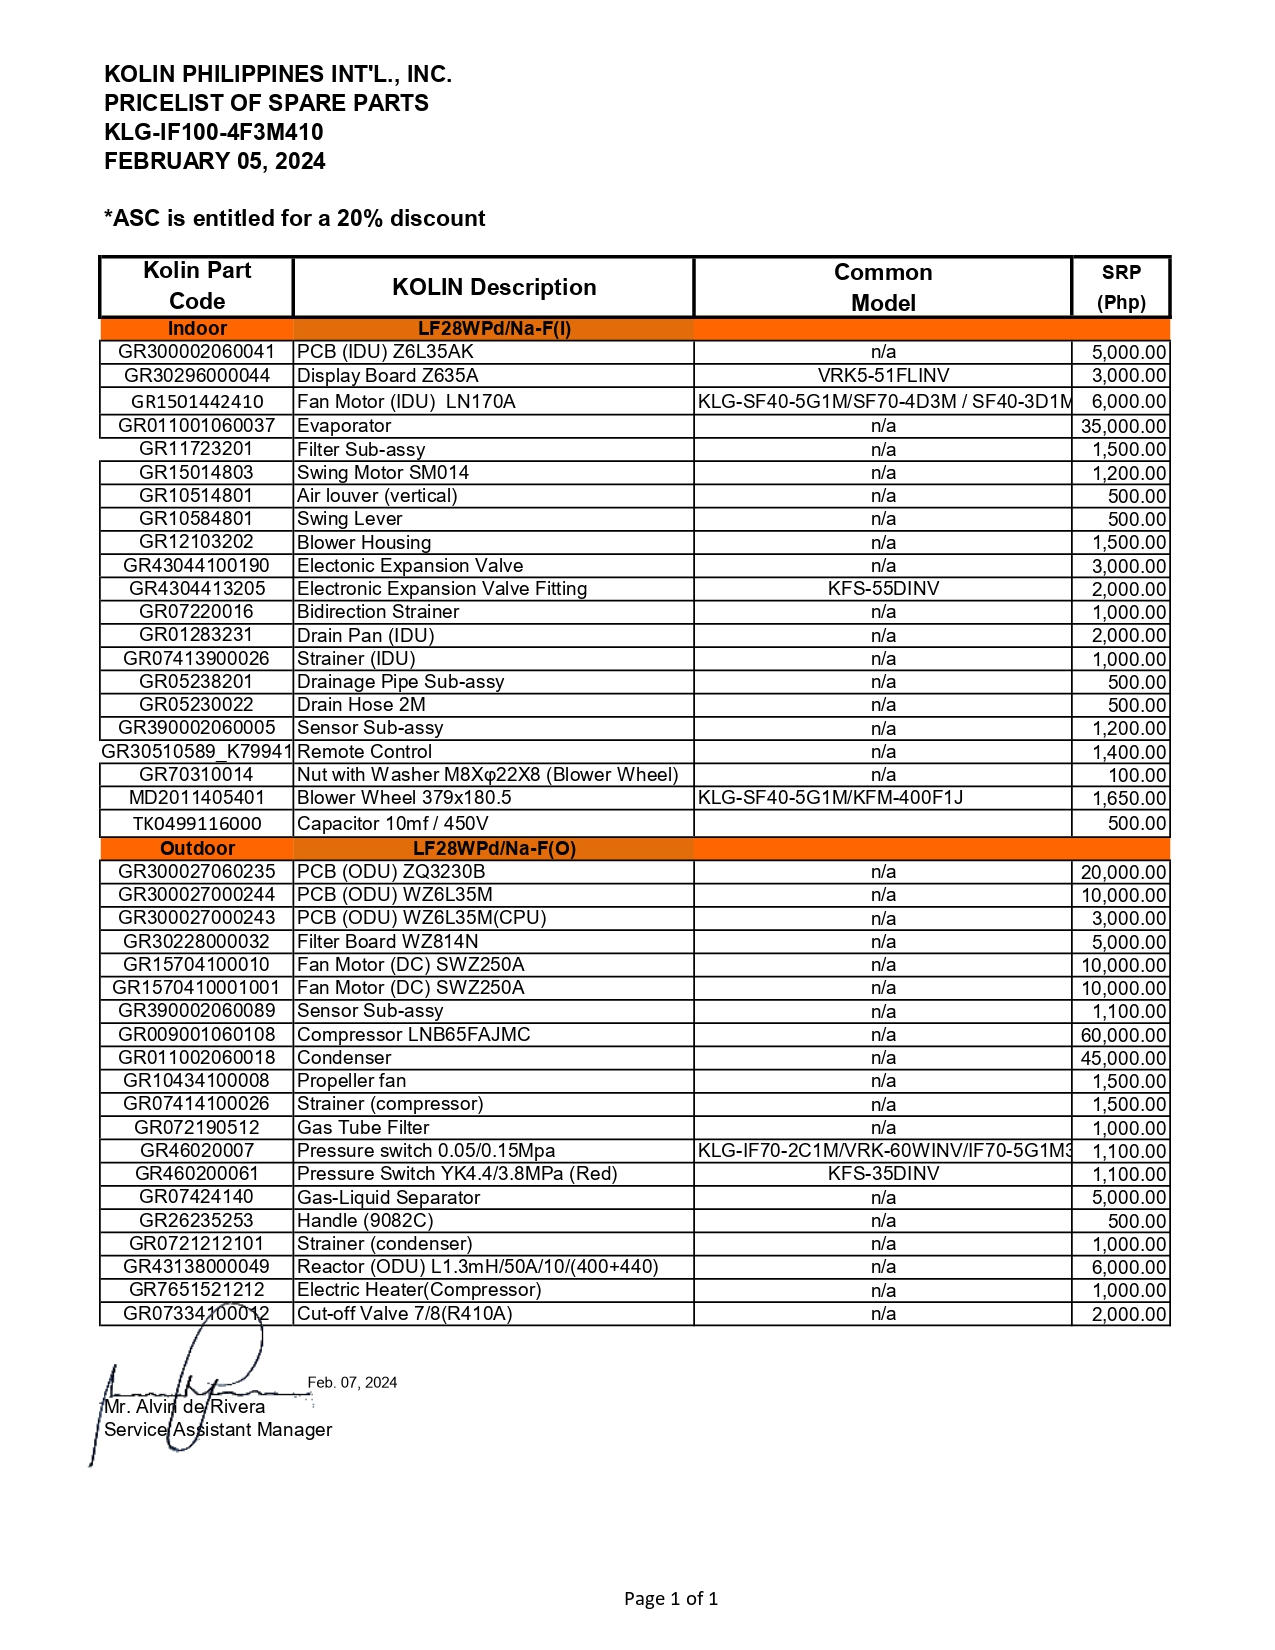 KOLIN PHILIPPINES INT'L., INC.
PRICELIST OF SPARE PARTS
KLG-IF100-4F3M410
FEBRUARY 05, 2024
*ASC is entitled for a 20% discount
Kolin Part Code KOLIN Description Common Model SRP (Php)
Indoor LF28WPd/Na-F(I)
GR300002060041 PCB (IDU) Z6L35AK n/a 5,000.00
GR30296000044 Display Board Z635A VRK5-51FLINV 3,000.00
GR1501442410 Fan Motor (IDU) LN170A KLG-SF40-5G1M/SF70-4D3M / SF40-3D1M 6,000.00
GR011001060037 Evaporator n/a 35,000.00
GR11723201 Filter Sub-assy n/a 1,500.00
GR15014803 Swing Motor SM014 n/a 1,200.00
GR10514801 Air louver (vertical) n/a 500.00
GR10584801 Swing Lever n/a 500.00
GR12103202 Blower Housing n/a 1,500.00
GR43044100190 Electonic Expansion Valve n/a 3,000.00
GR4304413205 Electronic Expansion Valve Fitting KFS-55DINV 2,000.00
GR07220016 Bidirection Strainer n/a 1,000.00
GR01283231 Drain Pan (IDU) n/a 2,000.00
GR07413900026 Strainer (IDU) n/a 1,000.00
GR05238201 Drainage Pipe Sub-assy n/a 500.00
GR05230022 Drain Hose 2M n/a 500.00
GR390002060005 Sensor Sub-assy n/a 1,200.00
GR30510589_K79941 Remote Control n/a 1,400.00
GR70310014 Nut with Washer M8Xφ22X8 (Blower Wheel) n/a 100.00
MD2011405401 Blower Wheel 379x180.5 KLG-SF40-5G1M/KFM-400F1J 1,650.00
TK0499116000 Capacitor 10mf / 450V 500.00
Outdoor LF28WPd/Na-F(O)
GR300027060235 PCB (ODU) ZQ3230B n/a 20,000.00
GR300027000244 PCB (ODU) WZ6L35M n/a 10,000.00
GR300027000243 PCB (ODU) WZ6L35M(CPU) n/a 3,000.00
GR30228000032 Filter Board WZ814N n/a 5,000.00
GR15704100010 Fan Motor (DC) SWZ250A n/a 10,000.00
GR1570410001001 Fan Motor (DC) SWZ250A n/a 10,000.00
GR390002060089 Sensor Sub-assy n/a 1,100.00
GR009001060108 Compressor LNB65FAJMC n/a 60,000.00
GR011002060018 Condenser n/a 45,000.00
GR10434100008 Propeller fan n/a 1,500.00
GR07414100026 Strainer (compressor) n/a 1,500.00
GR072190512 Gas Tube Filter n/a 1,000.00
GR46020007 Pressure switch 0.05/0.15Mpa KLG-IF70-2C1M/VRK-60WINV/IF70-5G1M3 1,100.00
GR460200061 Pressure Switch YK4.4/3.8MPa (Red) KFS-35DINV 1,100.00
GR07424140 Gas-Liquid Separator n/a 5,000.00
GR26235253 Handle (9082C) n/a 500.00
GR0721212101 Strainer (condenser) n/a 1,000.00
GR43138000049 Reactor (ODU) L1.3mH/50A/10/(400+440) n/a 6,000.00
GR7651521212 Electric Heater(Compressor) n/a 1,000.00
GR07334100012 Cut-off Valve 7/8(R410A) n/a 2,000.00
Feb. 07, 2024
Mr. Alvin de Rivera
Service Assistant Manager
Page 1 of 1